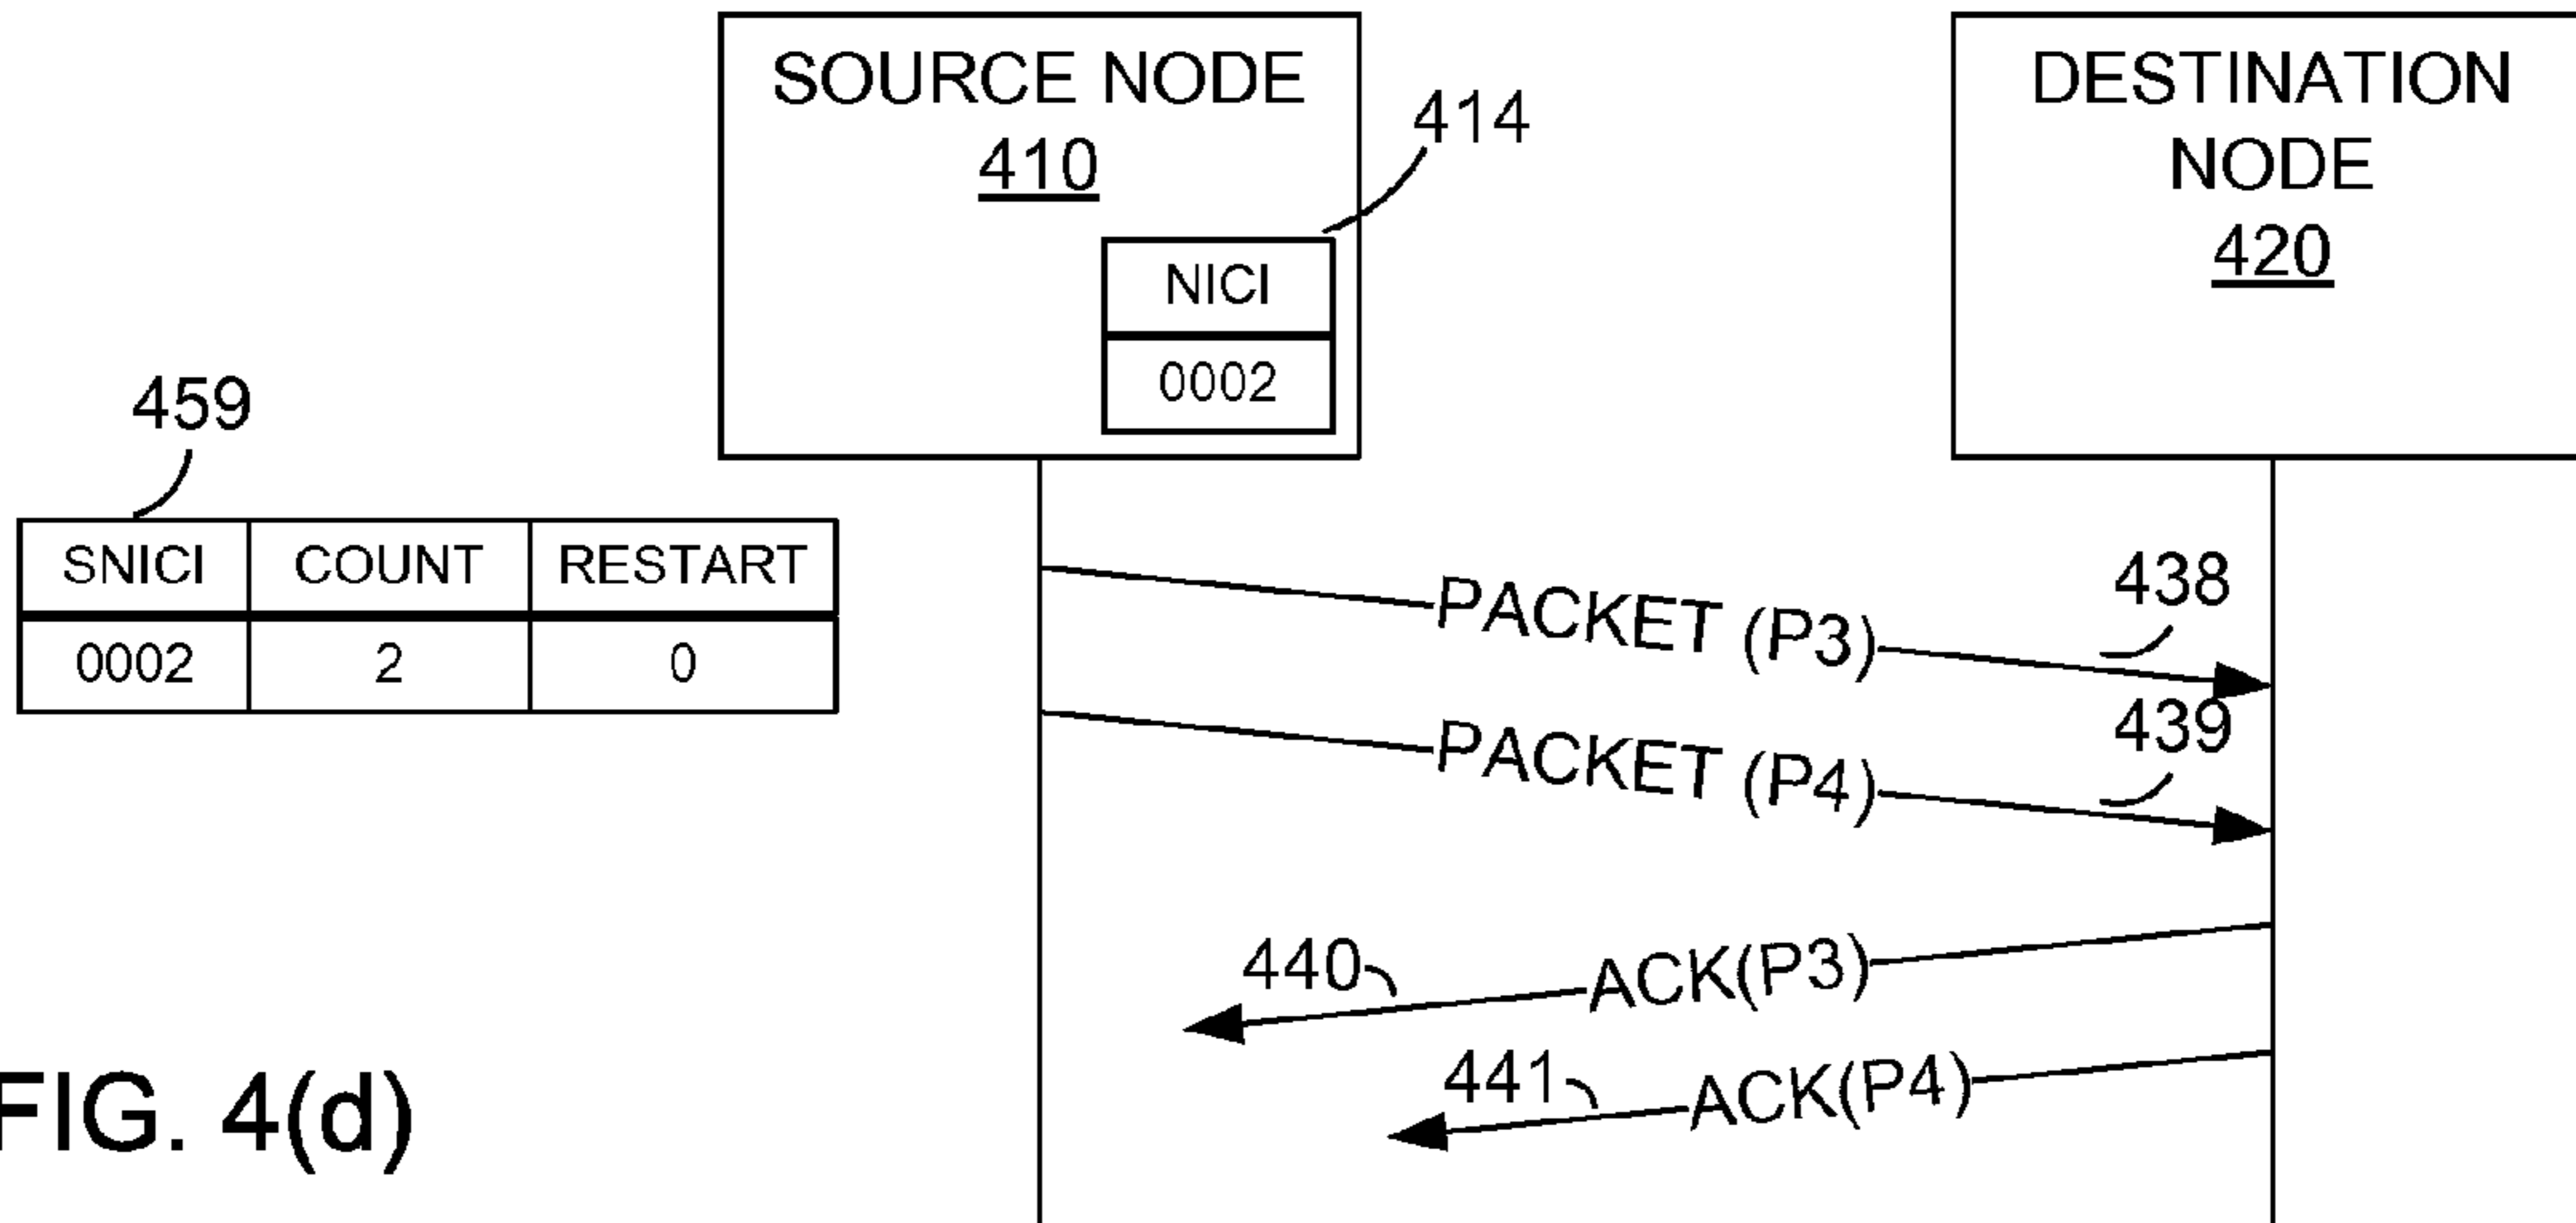 SOURCE NODE
410
414
NICI
0002
DESTINATION
NODE
420
459
SNICI COUNT RESTART
0002 2 0
PACKET (P3)
438
PACKET (P4)
439
440
ACK(P3)
441
ACK(P4)
FIG. 4(d)